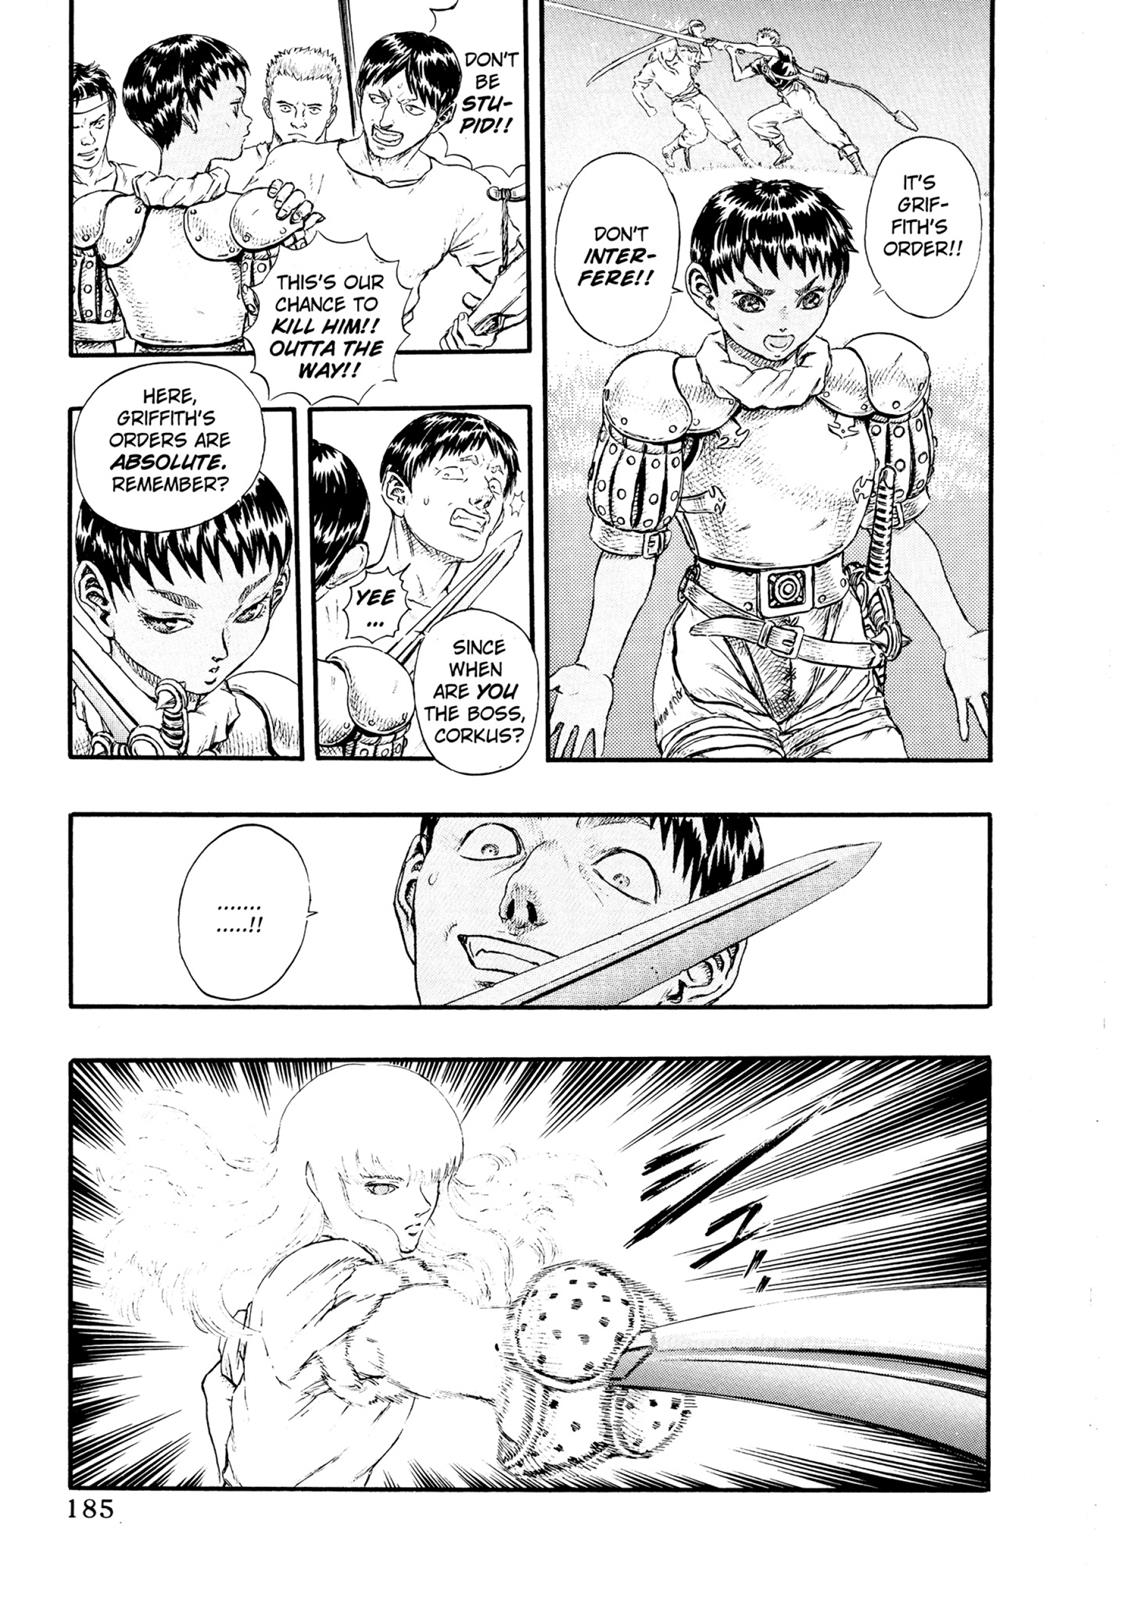 IT'S
GRIF-
FITH'S
ORDER!!
DON'T
INTER-
FERE!!
DON'T
BE
STU-
PID!!
THIS'S OUR
CHANCE TO
KILL HIM!!
OUTTA THE
WAY!!
YEE
...
SINCE
WHEN
ARE YOU
THE BOSS,
CORKUS?
HERE,
GRIFFITH'S
ORDERS ARE
ABSOLUTE.
REMEMBER?
.......
.....!!
185